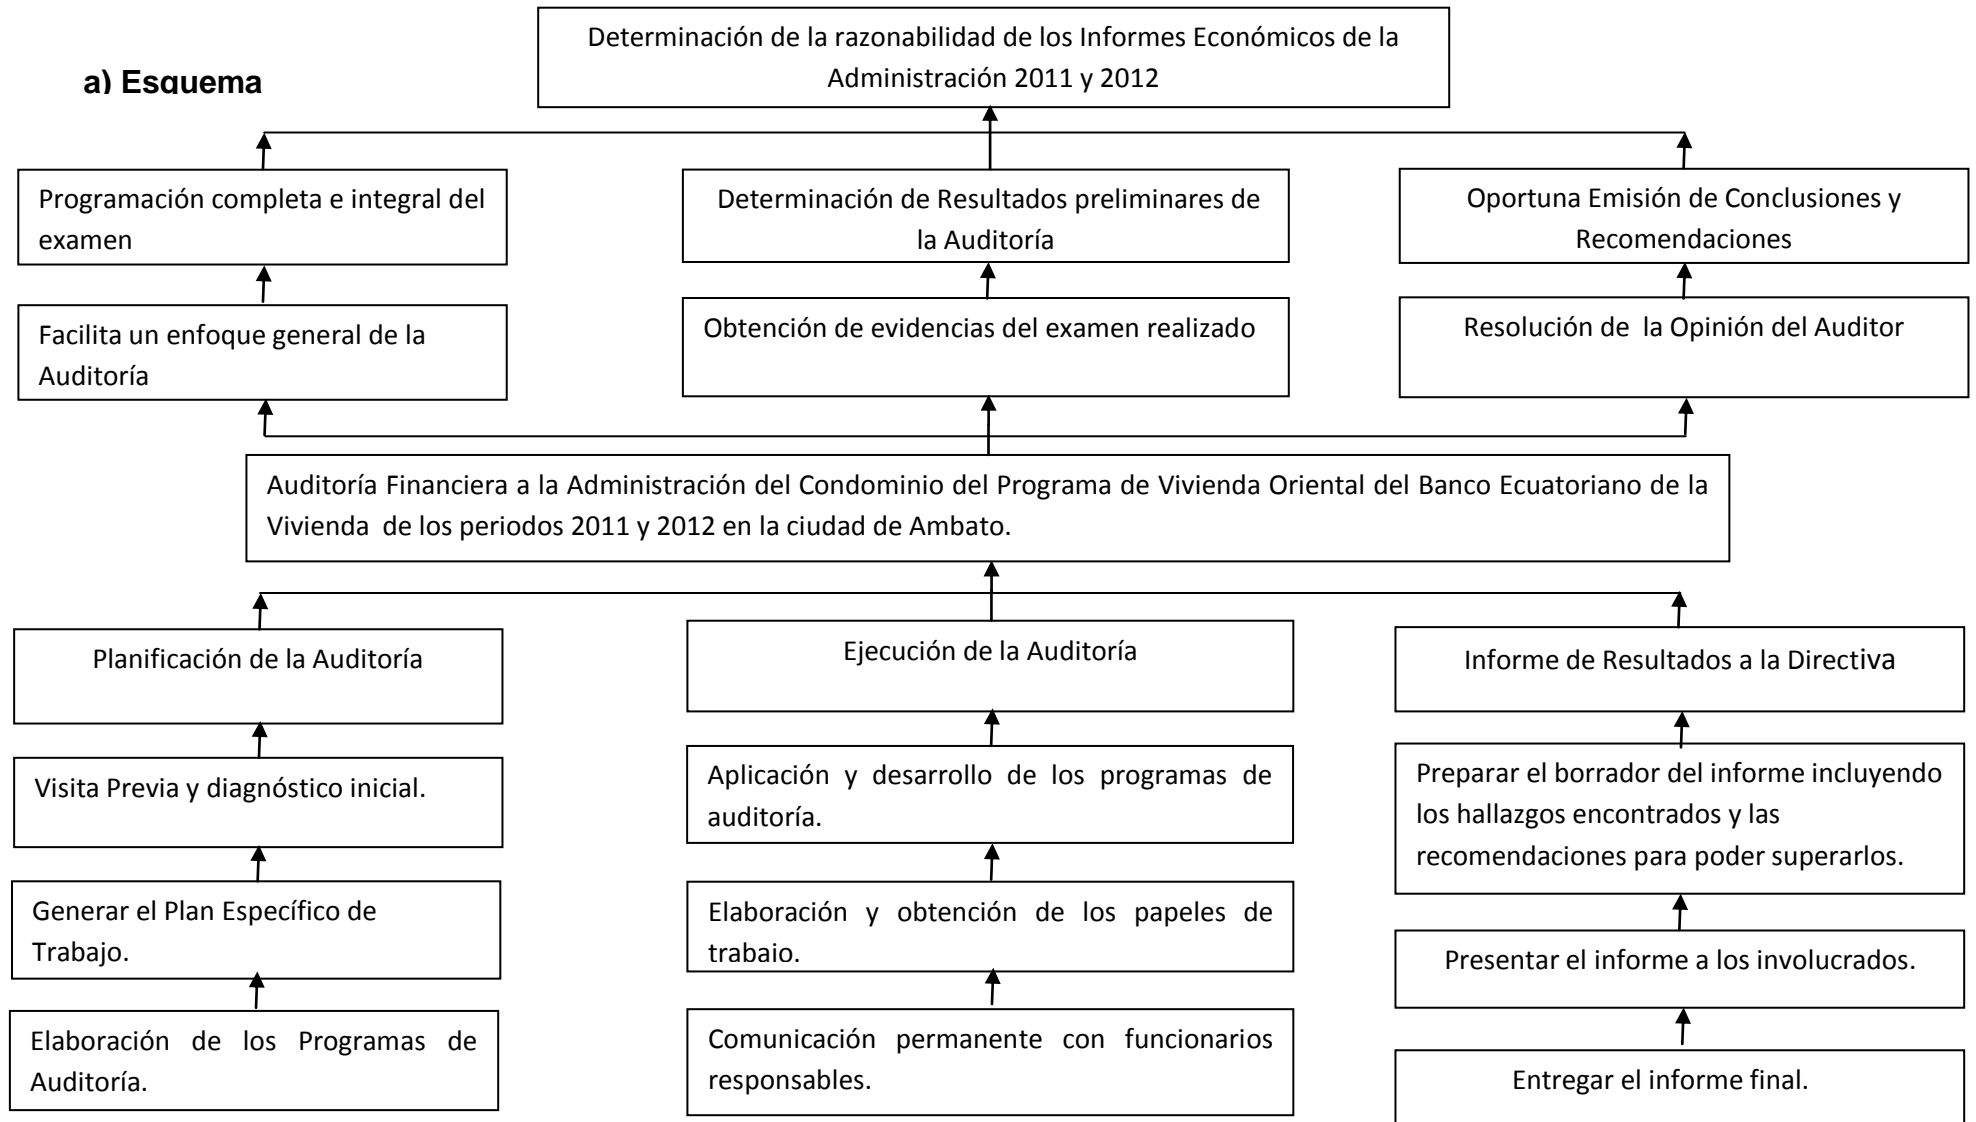 a) Esquema
Determinación de la razonabilidad de los Informes Económicos de la
Administración 2011 y 2012
Programación completa e integral del
examen
Determinación de Resultados preliminares de
la Auditoría
Oportuna Emisión de Conclusiones y
Recomendaciones
Facilita un enfoque general de la
Auditoría
Obtención de evidencias del examen realizado
Resolución de la Opinión del Auditor
Auditoría Financiera a la Administración del Condominio del Programa de Vivienda Oriental del Banco Ecuatoriano de la
Vivienda de los periodos 2011 y 2012 en la ciudad de Ambato.
Planificación de la Auditoría
Ejecución de la Auditoría
Informe de Resultados a la Directiva
Visita Previa y diagnóstico inicial.
Aplicación y desarrollo de los programas de
auditoría.
Preparar el borrador del informe incluyendo
los hallazgos encontrados y las
recomendaciones para poder superarlos.
Generar el Plan Específico de
Trabajo.
Elaboración y obtención de los papeles de
trabajo.
Presentar el informe a los involucrados.
Elaboración de los Programas de
Auditoría.
Comunicación permanente con funcionarios
responsables.
Entregar el informe final.